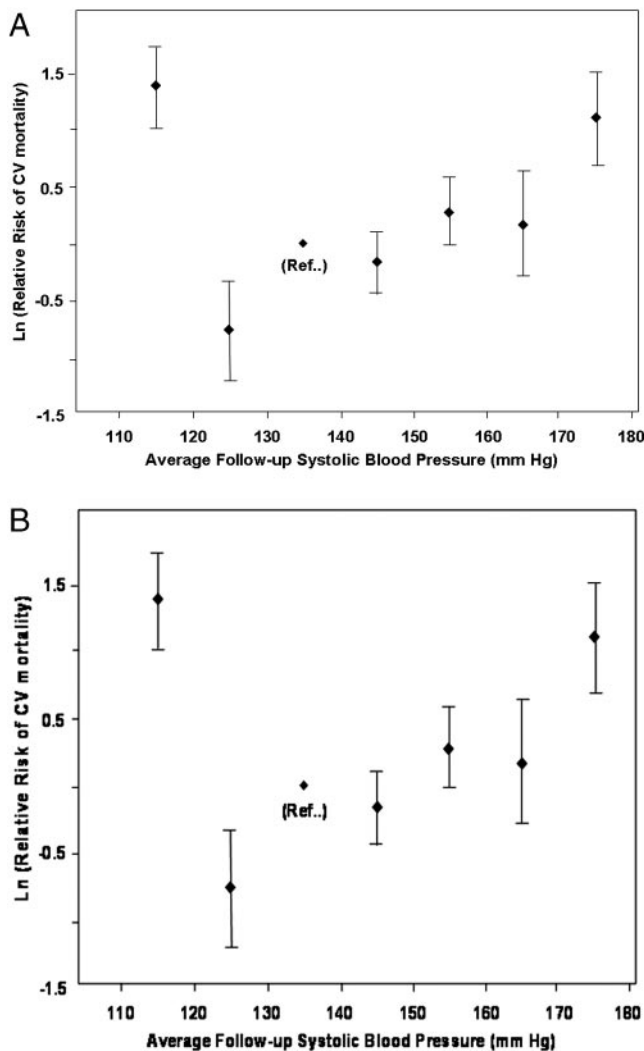 A
Ln (Relative Risk of CV mortality)
1.5
0.5
-0.5
-1.5
(Ref..)
110 120 130 140 150 160 170 180
Average Follow-up Systolic Blood Pressure (mm Hg)
B
Ln (Relative Risk of CV mortality)
1.5
0.5
-0.5
-1.5
(Ref..)
110 120 130 140 150 160 170 180
Average Follow-up Systolic Blood Pressure (mm Hg)